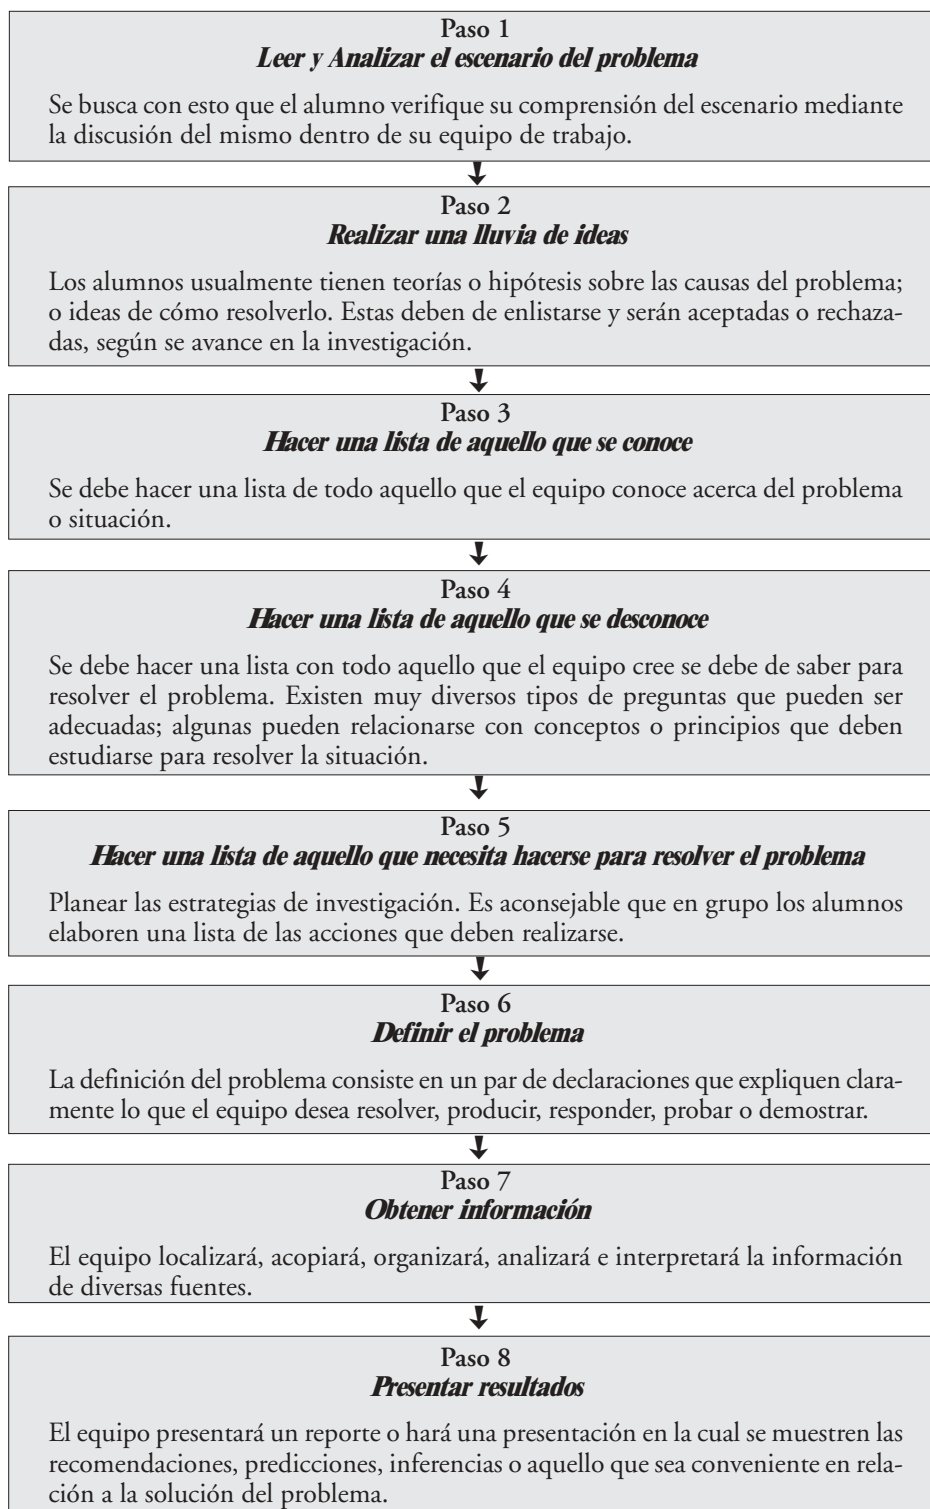 Paso 1
Leer y Analizar el escenario del problema
Se busca con esto que el alumno verifique su comprensión del escenario mediante
la discusión del mismo dentro de su equipo de trabajo.
Paso 2
Realizar una lluvia de ideas
Los alumnos usualmente tienen teorías o hipótesis sobre las causas del problema;
o ideas de cómo resolverlo. Estas deben de enlistarse y serán aceptadas o rechaza-
das, según se avance en la investigación.
Paso 3
Hacer una lista de aquello que se conoce
Se debe hacer una lista de todo aquello que el equipo conoce acerca del problema
o situación.
Paso 4
Hacer una lista de aquello que se desconoce
Se debe hacer una lista con todo aquello que el equipo cree se debe de saber para
resolver el problema. Existen muy diversos tipos de preguntas que pueden ser
adecuadas; algunas pueden relacionarse con conceptos o principios que deben
estudiarse para resolver la situación.
Paso 5
Hacer una lista de aquello que necesita hacerse para resolver el problema
Planear las estrategias de investigación. Es aconsejable que en grupo los alumnos
elaboren una lista de las acciones que deben realizarse.
Paso 6
Definir el problema
La definición del problema consiste en un par de declaraciones que expliquen clara-
mente lo que el equipo desea resolver, producir, responder, probar o demostrar.
Paso 7
Obtener información
El equipo localizará, acopiará, organizará, analizará e interpretará la información
de diversas fuentes.
Paso 8
Presentar resultados
El equipo presentará un reporte o hará una presentación en la cual se muestren las
recomendaciones, predicciones, inferencias o aquello que sea conveniente en rela-
ción a la solución del problema.